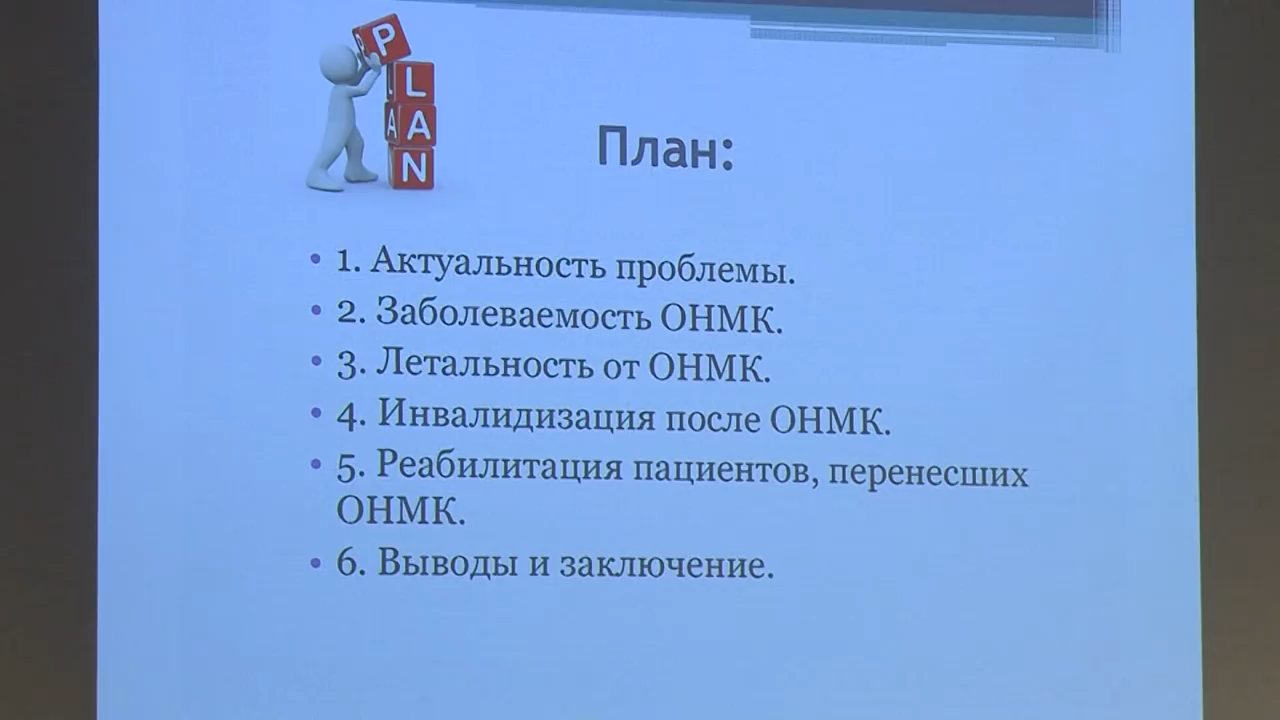 P
L
A
N
План:
• 1. Актуальность проблемы.
• 2. Заболеваемость ОНМК.
• 3. Летальность от ОНМК.
• 4. Инвалидизация после ОНМК.
• 5. Реабилитация пациентов, перенесших
ОНМК.
• 6. Выводы и заключение.